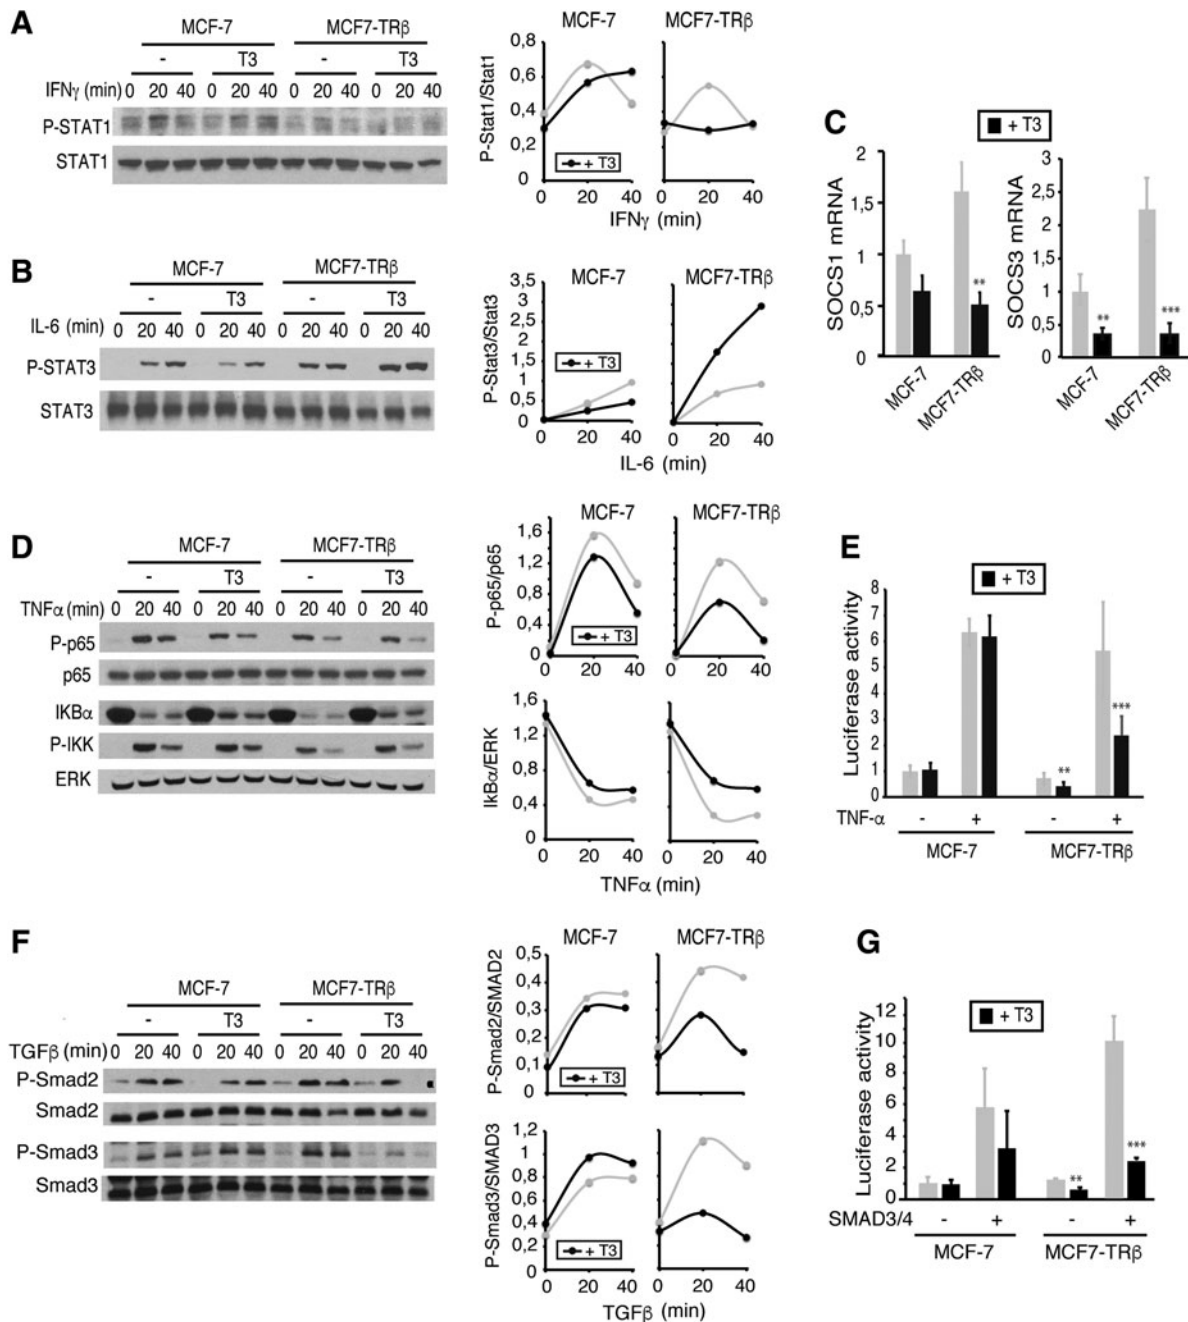 A
MCF-7 MCF7-TRβ
- T3 - T3
IFNγ (min) 0 20 40 0 20 40 0 20 40 0 20 40
P-STAT1
STAT1
MCF-7 MCF7-TRβ
P-Stat1/Stat1
0,8
0,6
0,4
0,2
0
+ T3
0 20 40 0 20 40
IFNγ (min)
B
MCF-7 MCF7-TRβ
- T3 - T3
IL-6 (min) 0 20 40 0 20 40 0 20 40 0 20 40
P-STAT3
STAT3
MCF-7 MCF7-TRβ
P-Stat3/Stat3
3,5
3
2,5
2
1,5
1
0,5
0
+ T3
0 20 40 0 20 40
IL-6 (min)
C
+ T3
SOCS1 mRNA
2
1,5
1
0,5
0
**
MCF-7 MCF7-TRβ
SOCS3 mRNA
3
2,5
2
1,5
1
0,5
0
** ***
MCF-7 MCF7-TRβ
D
MCF-7 MCF7-TRβ
- T3 - T3
TNFα (min) 0 20 40 0 20 40 0 20 40 0 20 40
P-p65
p65
IKBα
P-IKK
ERK
MCF-7 MCF7-TRβ
P-p65/p65
1,6
1,2
0,8
0,4
0
+ T3
IkBα/ERK
1,6
1,2
0,8
0,4
0 20 40 0 20 40
TNFα (min)
E
+ T3
Luciferase activity
8
7
6
5
4
3
2
1
0
** ***
TNF-α - + - +
MCF-7 MCF7-TRβ
F
MCF-7 MCF7-TRβ
- T3 - T3
TGFβ (min) 0 20 40 0 20 40 0 20 40 0 20 40
P-Smad2
Smad2
P-Smad3
Smad3
MCF-7 MCF7-TRβ
P-Smad2/SMAD2
0,5
0,4
0,3
0,2
0,1
0
+ T3
P-Smad3/SMAD3
1,2
1
0,8
0,6
0,4
0,2
0
+ T3
0 20 40 0 20 40
TGFβ (min)
G
+ T3
Luciferase activity
12
10
8
6
4
2
0
** ***
SMAD3/4 - + - +
MCF-7 MCF7-TRβ